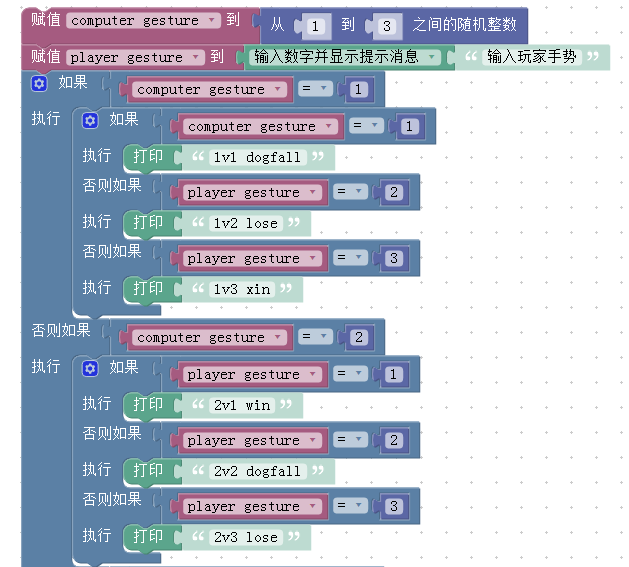 赋值 computer gesture 到 从 1 到 3 之间的随机整数
赋值 player gesture 到 输入数字并显示提示消息 “ 输入玩家手势 ”
如果 computer gesture = 1
执行 如果 computer gesture = 1
执行 打印 “ 1v1 dogfall ”
否则如果 player gesture = 2
执行 打印 “ 1v2 lose ”
否则如果 player gesture = 3
执行 打印 “ 1v3 xin ”
否则如果 computer gesture = 2
执行 如果 player gesture = 1
执行 打印 “ 2v1 win ”
否则如果 player gesture = 2
执行 打印 “ 2v2 dogfall ”
否则如果 player gesture = 3
执行 打印 “ 2v3 lose ”